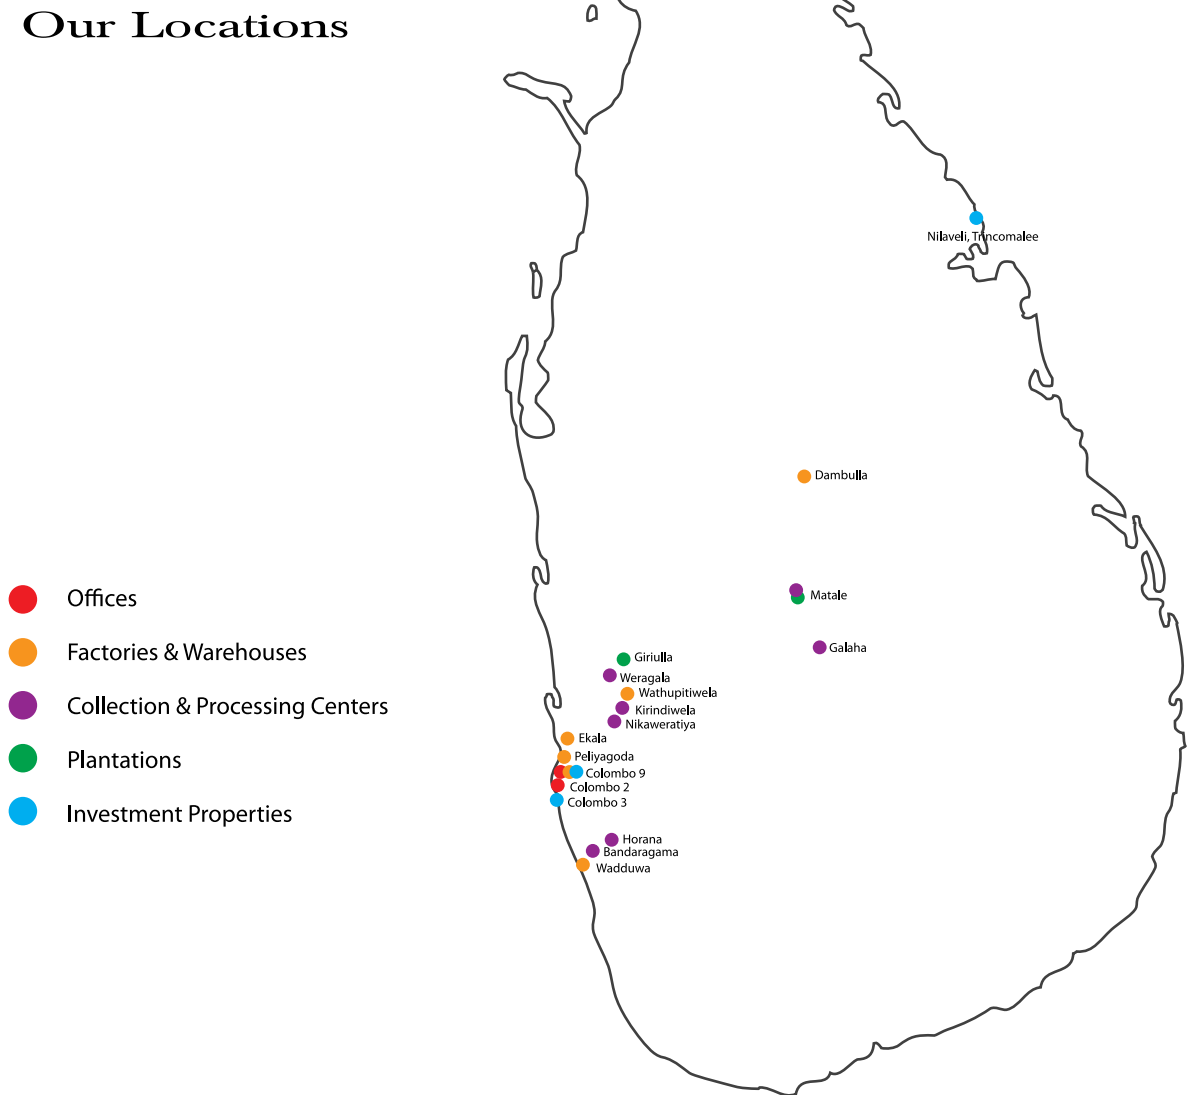 Our Locations
Nilaveli, Trincomalee
Dambulla
Matale
Galaha
Giriulla
Weragala
Wathupitiwela
Kirindiwela
Nikaweratiya
Ekala
Peliyagoda
Colombo 9
Colombo 2
Colombo 3
Horana
Bandaragama
Wadduwa
Offices
Factories & Warehouses
Collection & Processing Centers
Plantations
Investment Properties